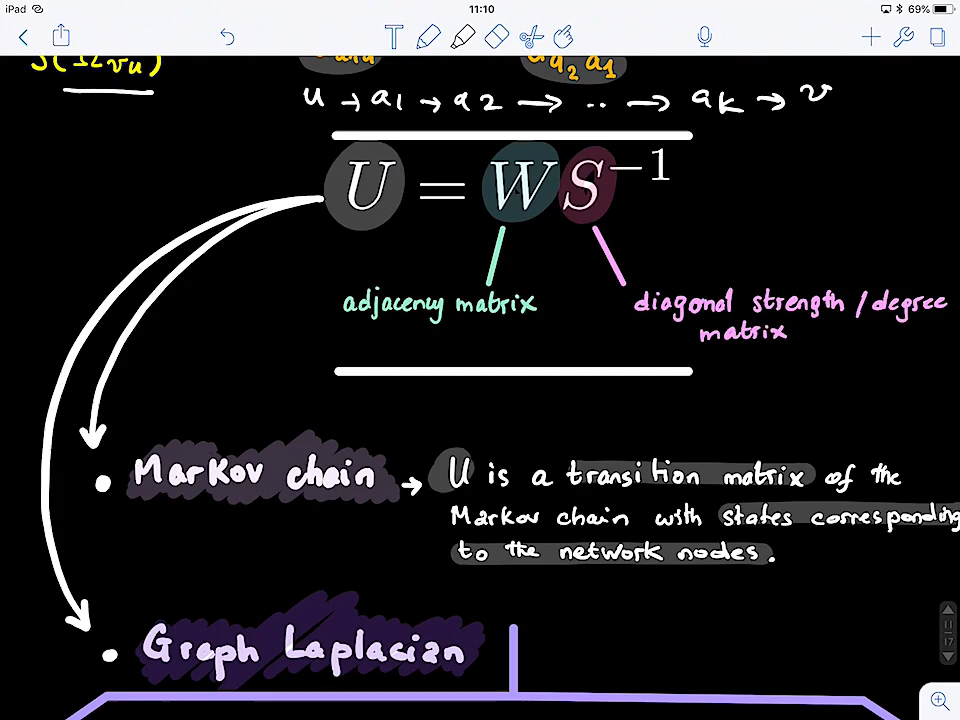 iPad
11:10
69%
u → a1 → a2 → .. → ak → v
U = WS⁻¹
adjacency matrix
diagonal strength / degree
matrix
• Markov chain → U is a transition matrix of the
Markov chain with states corresponding
to the network nodes.
• Graph Laplacian